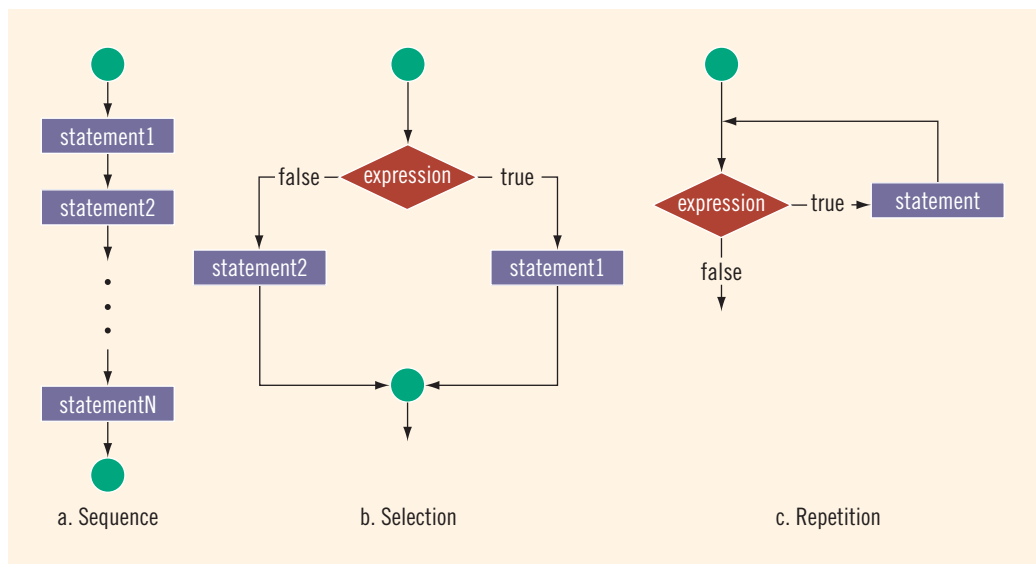 statement1
statement2
statementN
a. Sequence
false
expression
true
statement2
statement1
b. Selection
expression
true
statement
false
c. Repetition